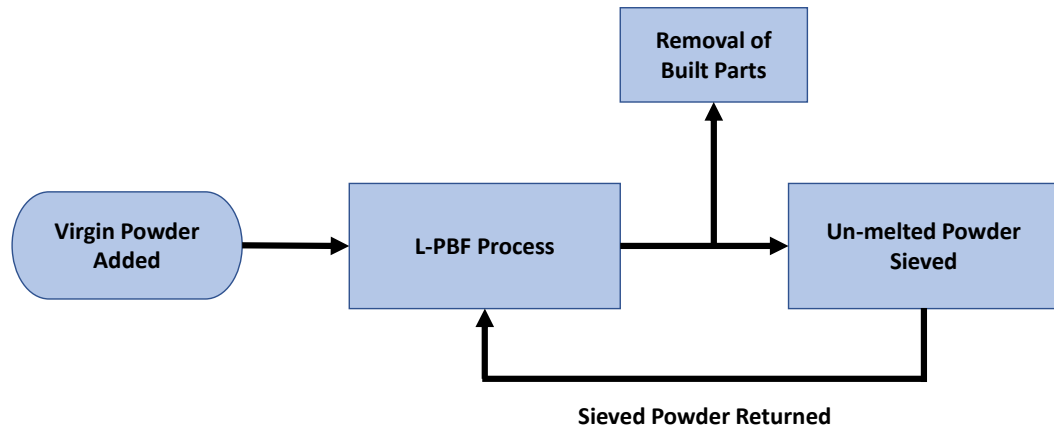 Removal of
Built Parts
Virgin Powder
Added
L-PBF Process
Un-melted Powder
Sieved
Sieved Powder Returned